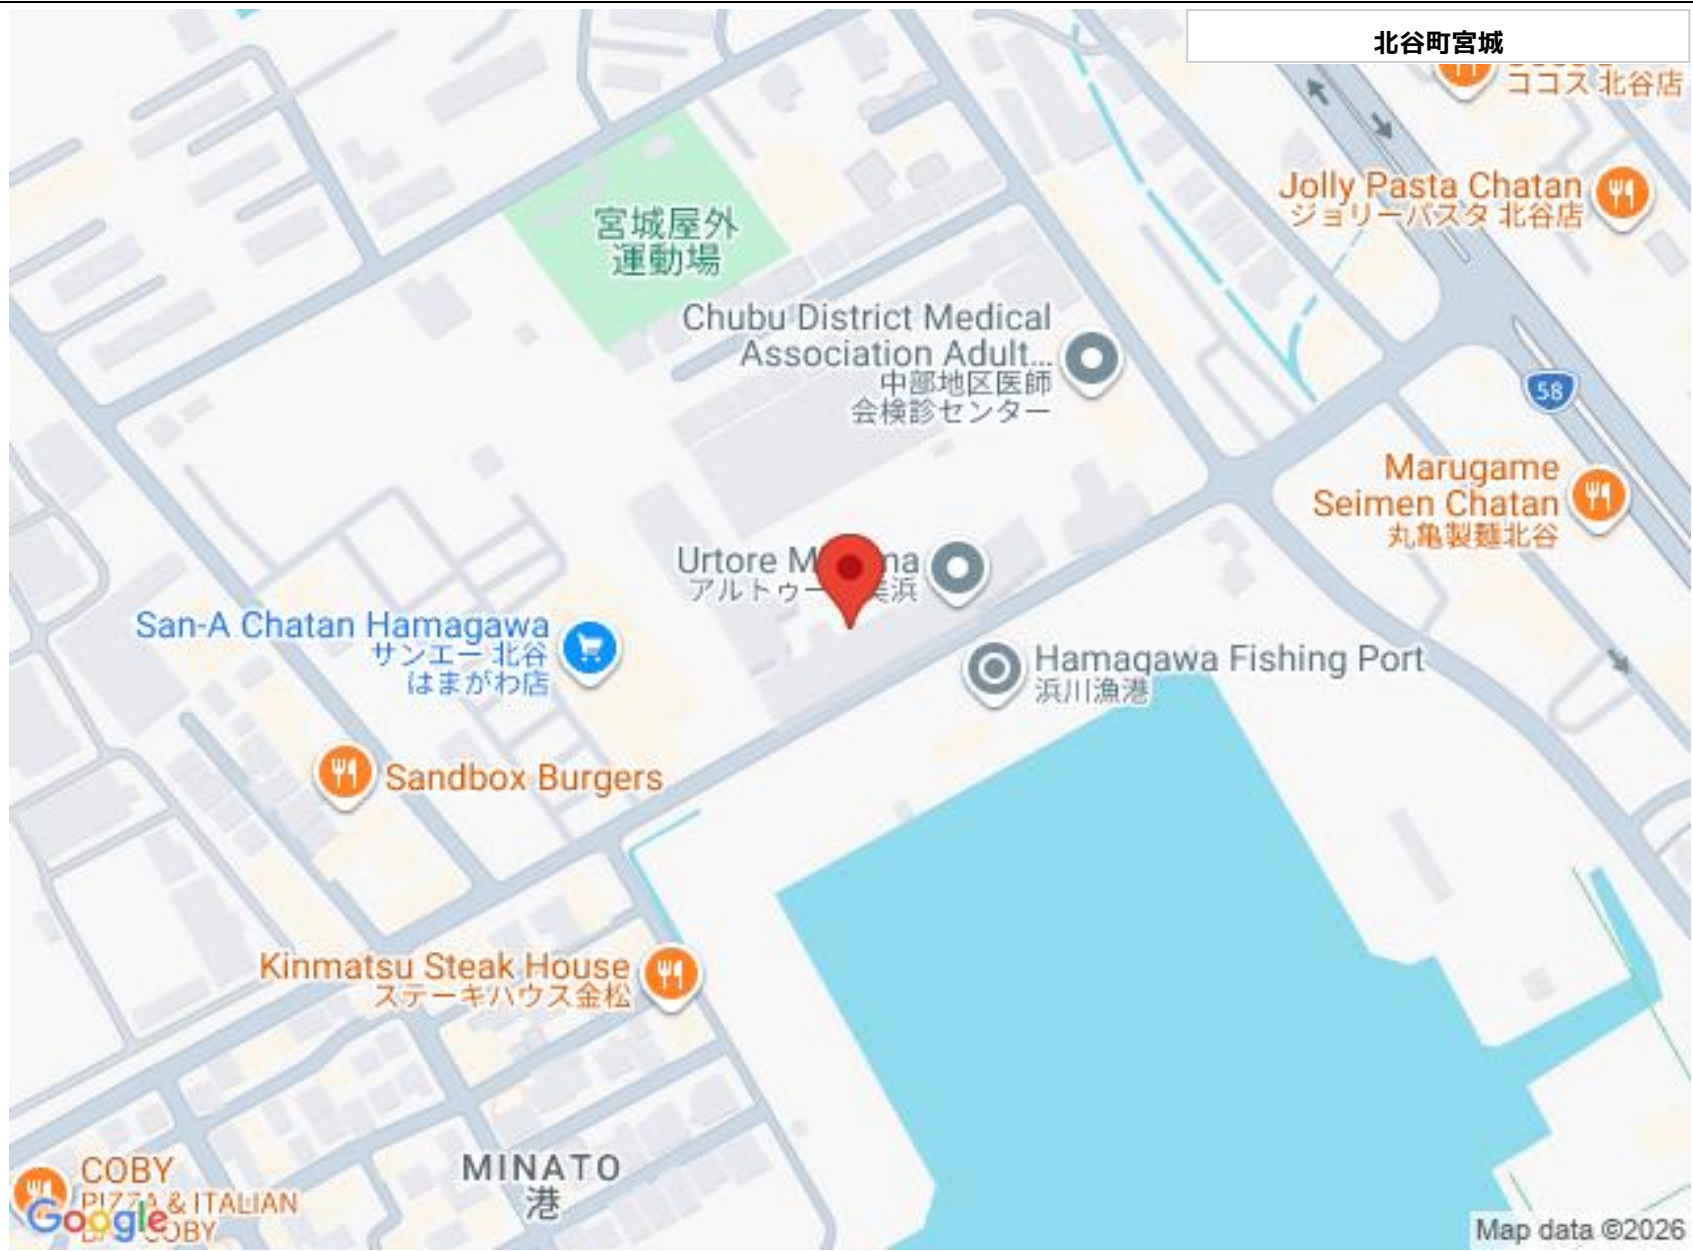 北谷町宮城
ココス 北谷店
Jolly Pasta Chatan
ジョリーパスタ 北谷店
宮城屋外
運動場
Chubu District Medical
Association Adult...
中部地区医師
会検診センター
58
Marugame
Seimen Chatan
丸亀製麺北谷
Urtore
アルトゥー
美浜
San-A Chatan Hamagawa
サンエー 北谷
はまがわ店
Hamagawa Fishing Port
浜川漁港
Sandbox Burgers
Kinmatsu Steak House
ステーキハウス金松
MINATO
港
COBY
PIZZA & ITALIAN
COBY
Google
Map data ©2026